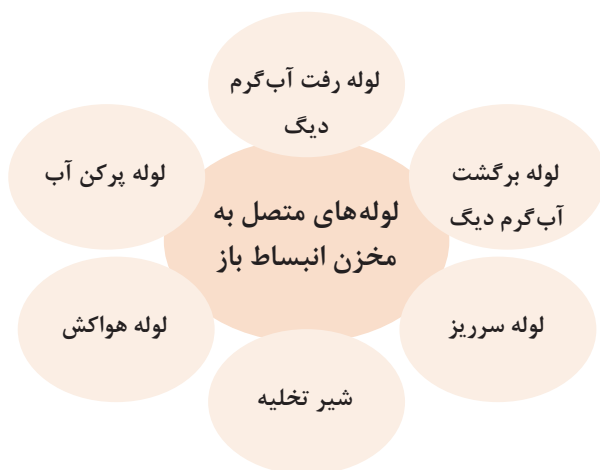 لوله رفت آب‌گرم
دیگ
لوله برگشت
آب‌گرم دیگ
لوله پرکن آب
لوله‌های متصل به
مخزن انبساط باز
لوله سرریز
لوله هواکش
شیر تخلیه